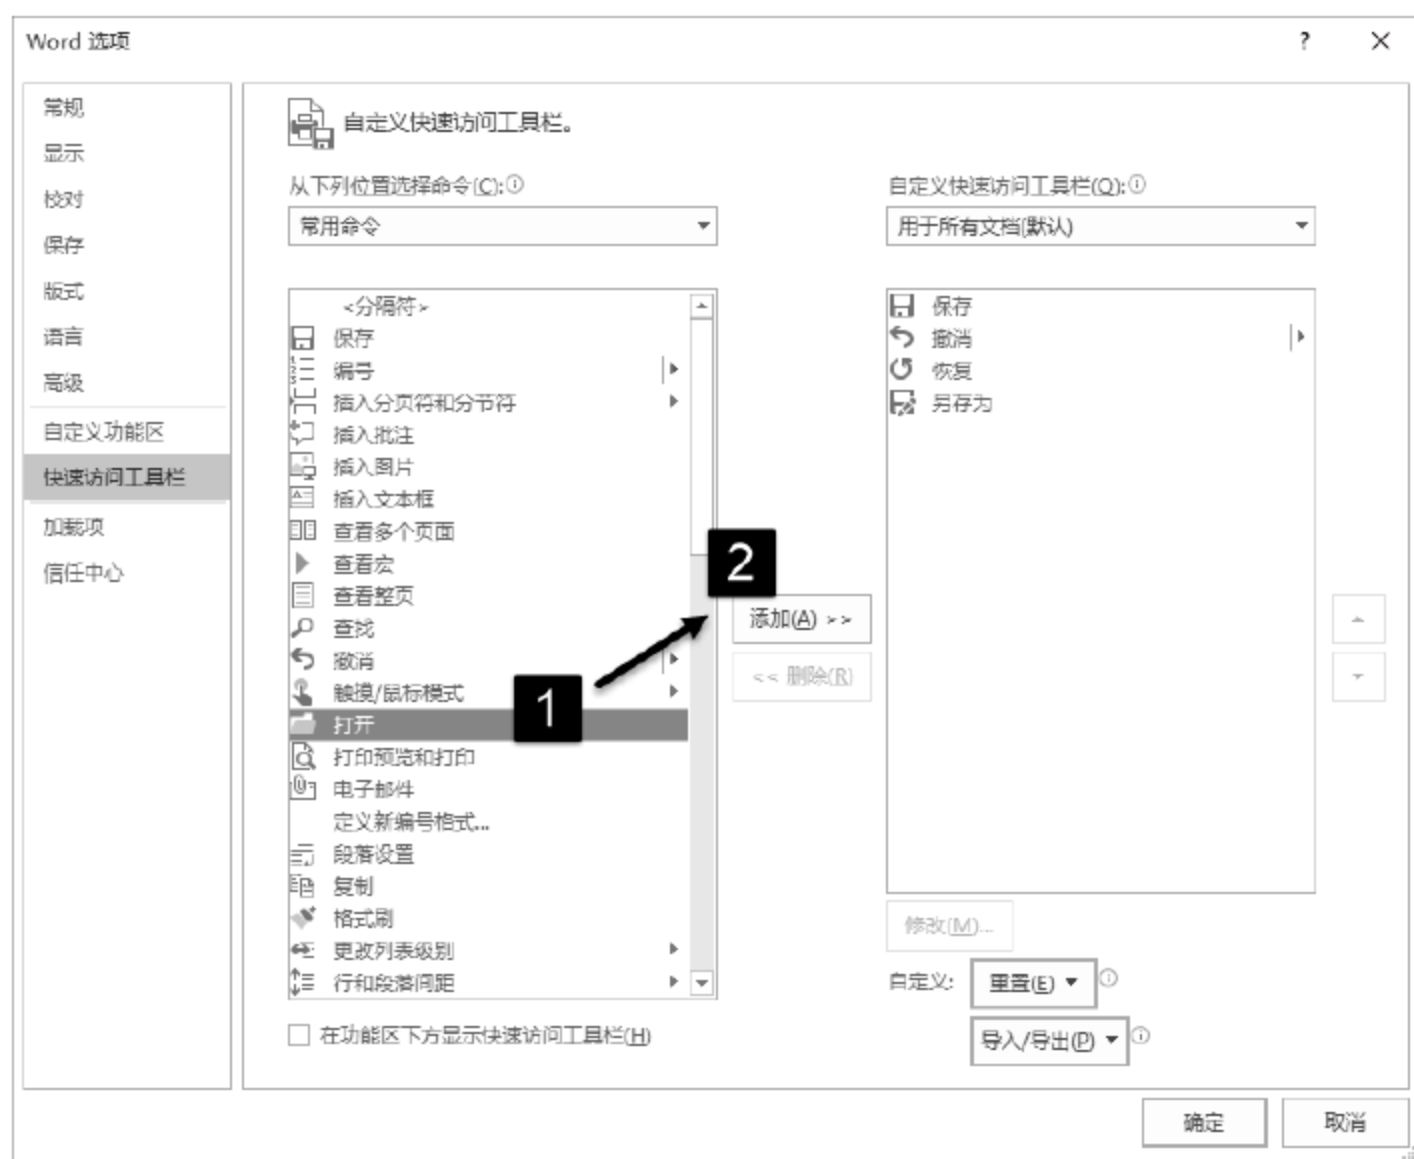 Word 选项
?
常规
显示
校对
保存
版式
语言
高级
自定义功能区
快速访问工具栏
加载项
信任中心
自定义快速访问工具栏。
从下列位置选择命令(C):
常用命令
<分隔符>
保存
编号
插入分页符和分节符
插入批注
插入图片
插入文本框
查看多个页面
查看宏
查看整页
查找
撤消
触摸/鼠标模式
打开
打印预览和打印
电子邮件
定义新编号格式...
段落设置
复制
格式刷
更改列表级别
行和段落间距
在功能区下方显示快速访问工具栏(H)
1
2
添加(A) >>
<< 删除(R)
自定义快速访问工具栏(Q):
用于所有文档(默认)
保存
撤消
恢复
另存为
修改(M)...
自定义:
重置(E)
导入/导出(P)
确定
取消